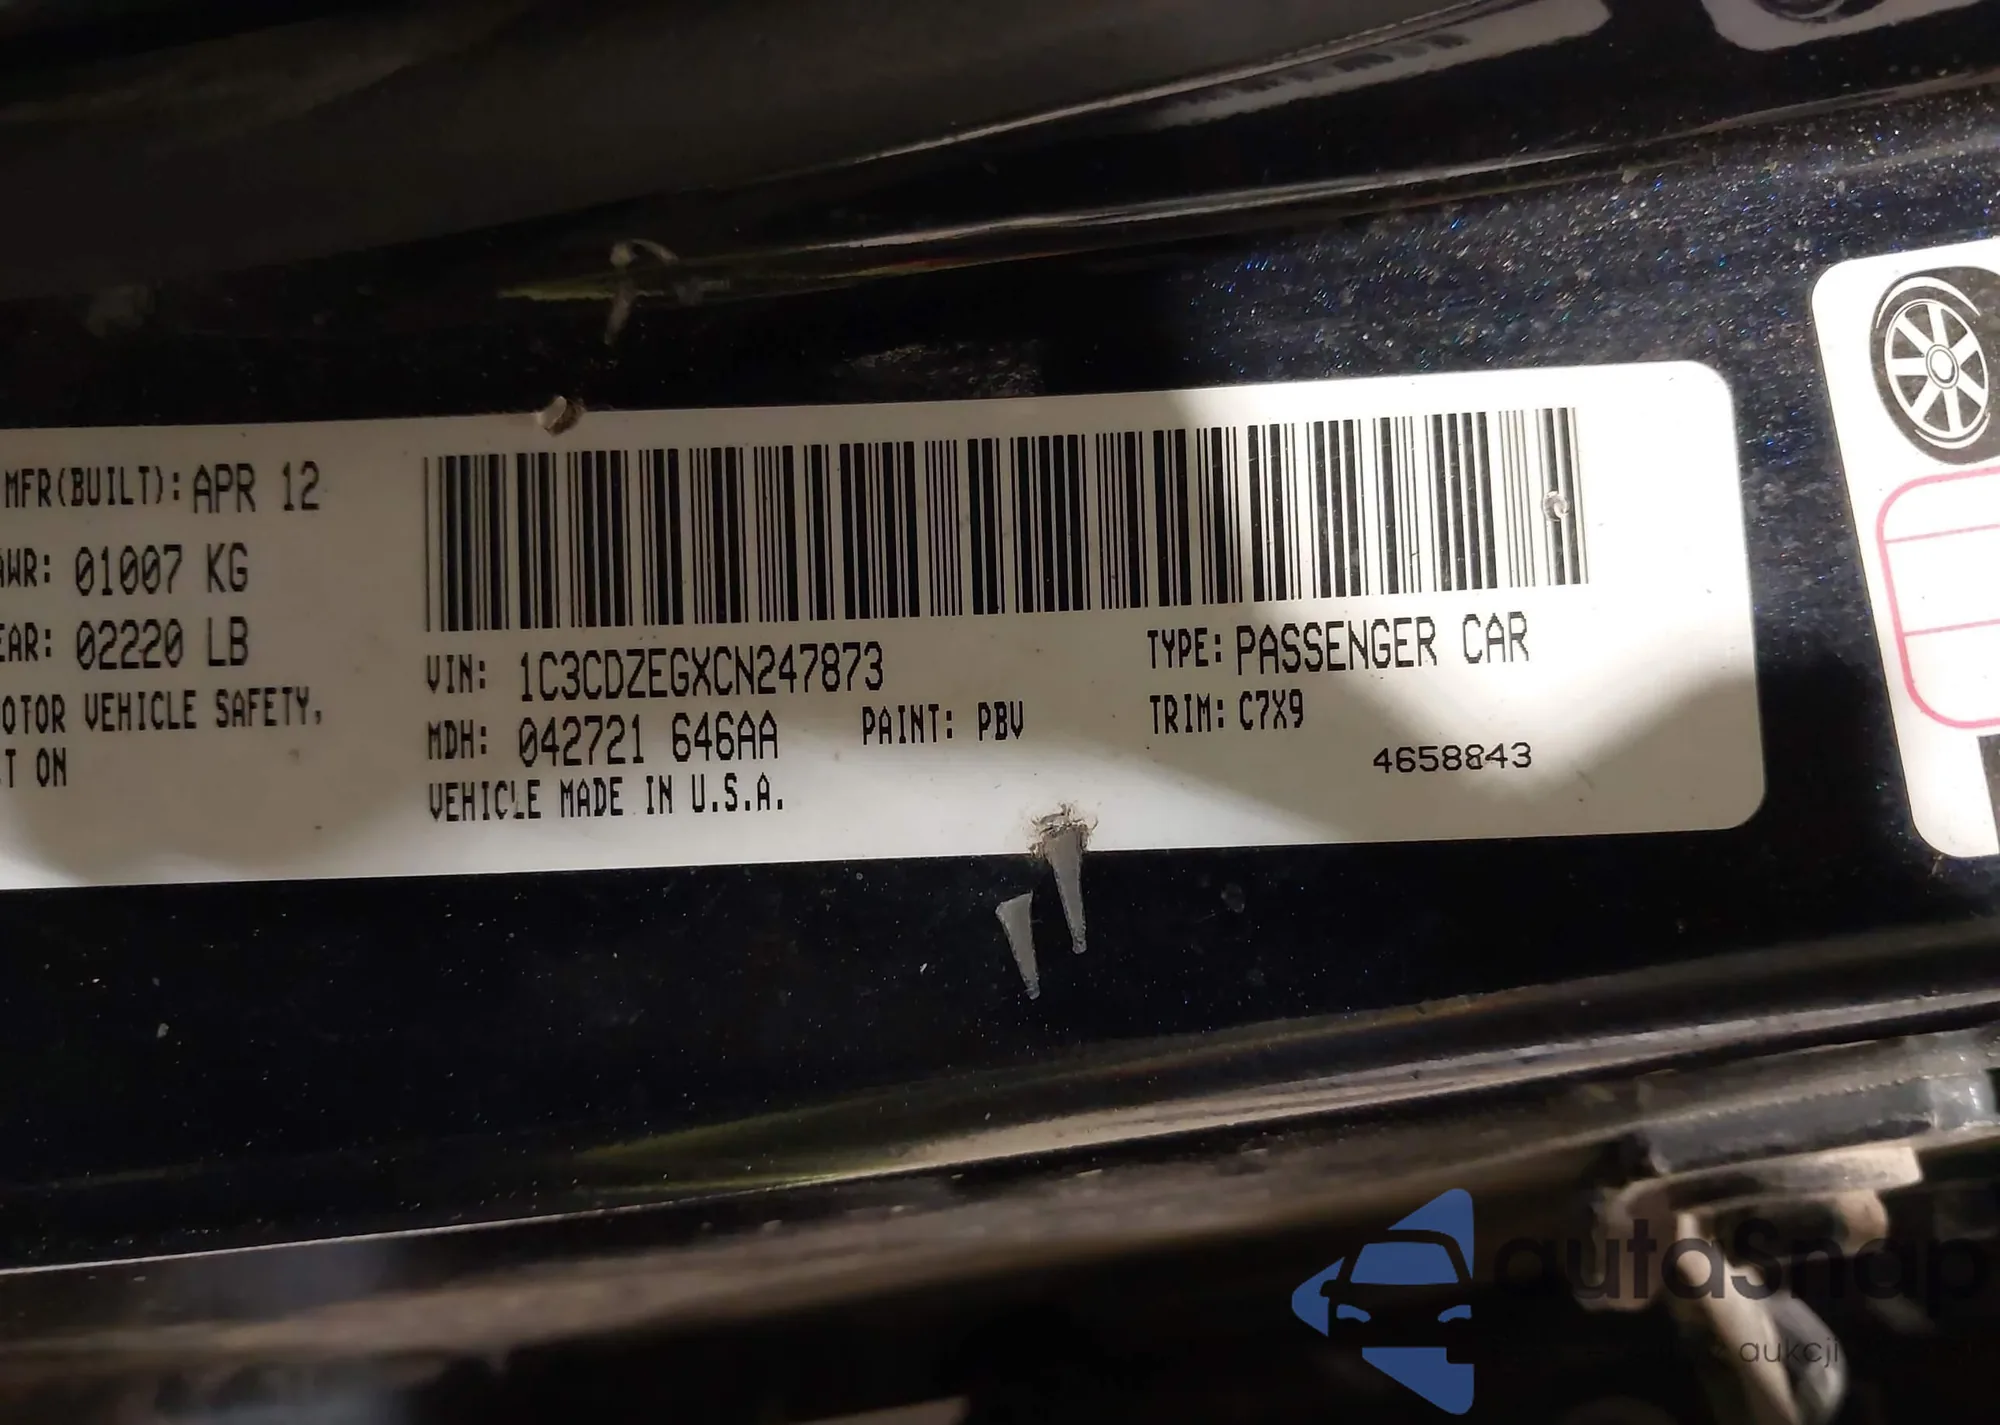 MFR(BUILT): APR 12
AWR: 01007 KG
EAR: 02220 LB
OTOR VEHICLE SAFETY,
T ON
VIN: 1C3CDZEGXCN247873
MDH: 042721 646AA
PAINT: PBV
VEHICLE MADE IN U.S.A.
TYPE: PASSENGER CAR
TRIM: C7X9
4658843
autoSnap
aukcji